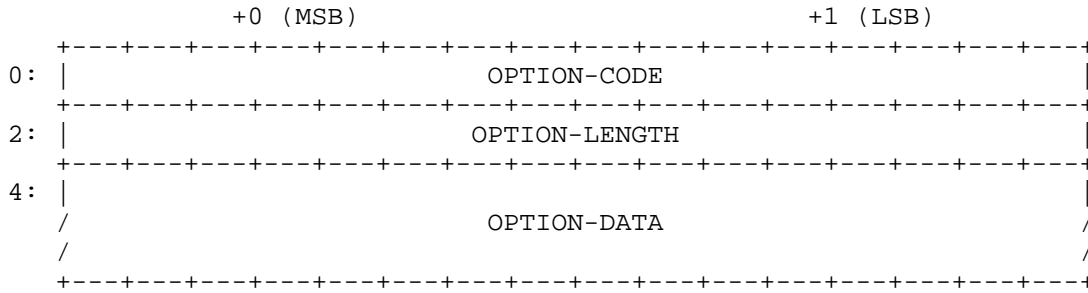 +0 (MSB) +1 (LSB)
+---+---+---+---+---+---+---+---+---+---+---+---+---+---+---+---+
0: | OPTION-CODE |
+---+---+---+---+---+---+---+---+---+---+---+---+---+---+---+---+
2: | OPTION-LENGTH |
+---+---+---+---+---+---+---+---+---+---+---+---+---+---+---+---+
4: | |
/ OPTION-DATA /
/ /
+---+---+---+---+---+---+---+---+---+---+---+---+---+---+---+---+